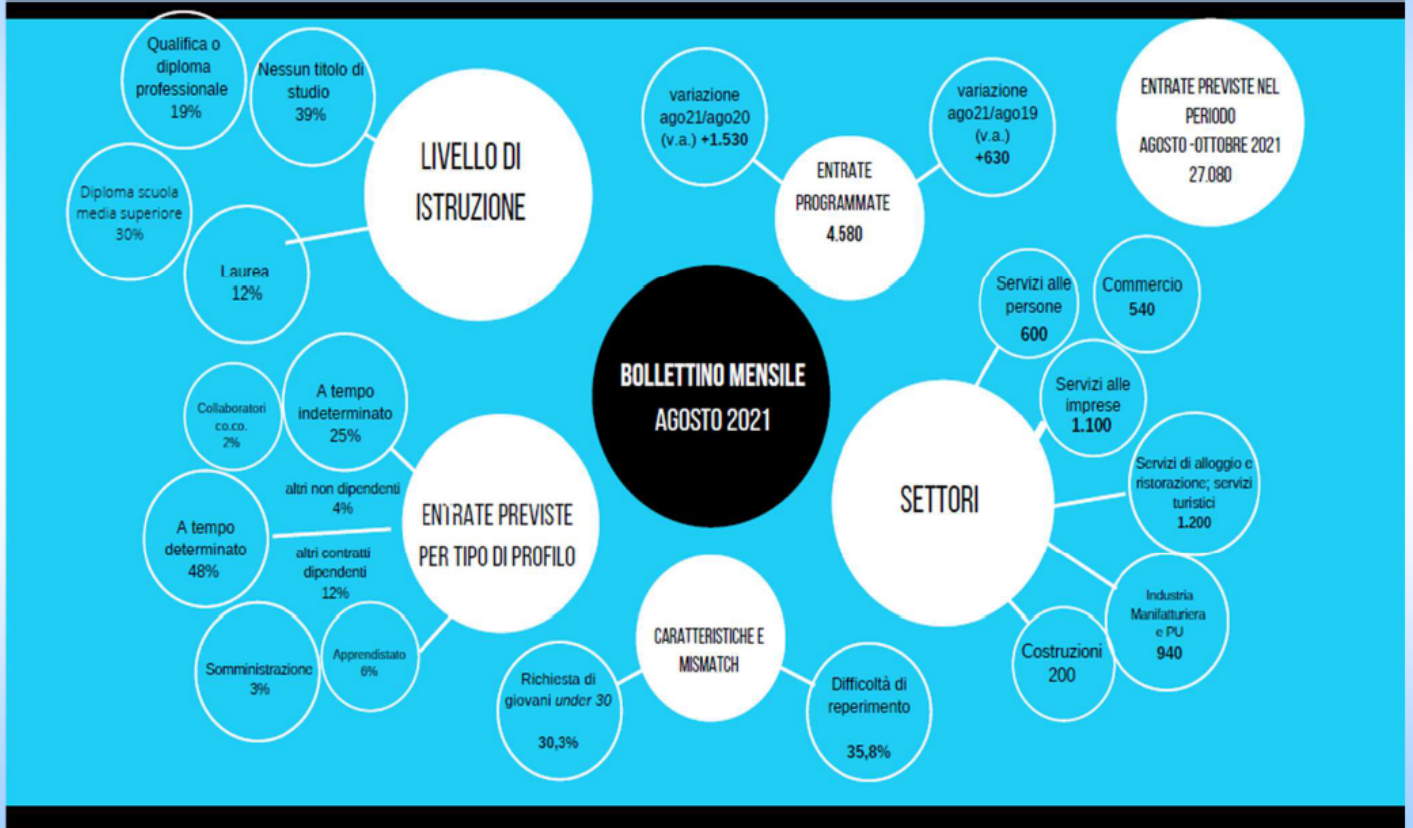 Qualifica o
diploma
professionale
19%
Nessun titolo di
studio
39%
Diploma scuola
media superiore
30%
Laurea
12%
LIVELLO DI
ISTRUZIONE
variazione
ago21/ago20
(v.a.) +1.530
variazione
ago21/ago19
(v.a.)
+630
ENTRATE
PROGRAMMATE
4.580
ENTRATE PREVISTE NEL
PERIODO
AGOSTO -OTTOBRE 2021
27.080
BOLLETTINO MENSILE
AGOSTO 2021
Servizi alle
persone
600
Commercio
540
Servizi alle
imprese
1.100
Servizi di alloggio e
ristorazione; servizi
turistici
1.200
Industria
Manifatturiera
e PU
940
Costruzioni
200
SETTORI
Collaboratori
co.co.
2%
A tempo
indeterminato
25%
altri non dipendenti
4%
A tempo
determinato
48%
altri contratti
dipendenti
12%
Somministrazione
3%
Apprendistato
6%
ENTRATE PREVISTE
PER TIPO DI PROFILO
CARATTERISTICHE E
MISMATCH
Richiesta di
giovani under 30
30,3%
Difficoltà di
reperimento
35,8%